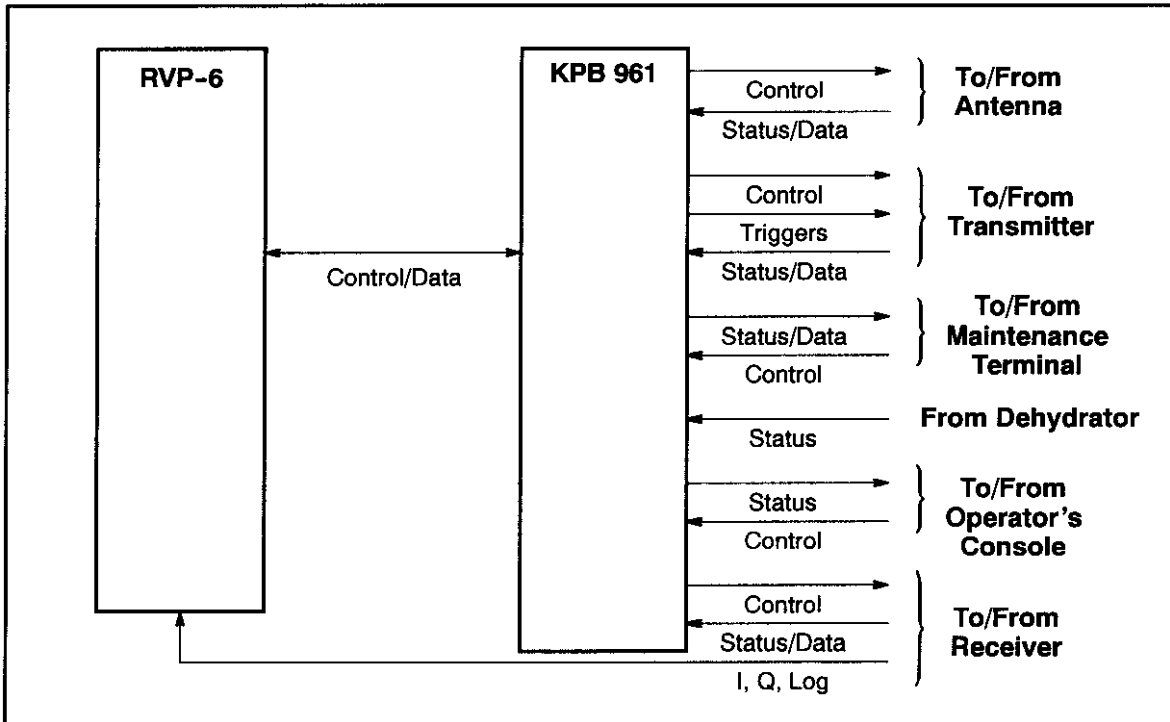 RVP-6
KPB 961
Control/Data
Control
Status/Data
To/From
Antenna
Control
Triggers
Status/Data
To/From
Transmitter
Status/Data
Control
To/From
Maintenance
Terminal
Status
From Dehydrator
Status
Control
To/From
Operator's
Console
Control
Status/Data
I, Q, Log
To/From
Receiver